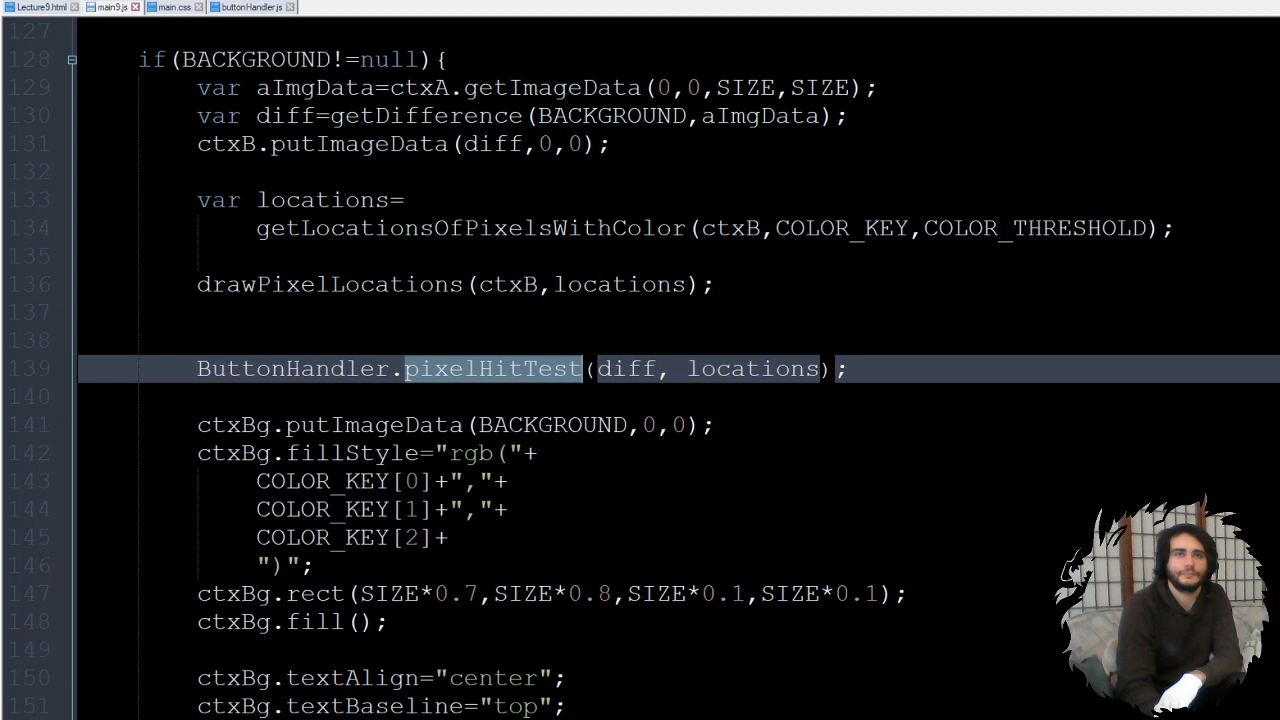 Lecture9.html main9.js main.css buttonHandler.js
127
128 if(BACKGROUND!=null){
129 var aImgData=ctxA.getImageData(0,0,SIZE,SIZE);
130 var diff=getDifference(BACKGROUND,aImgData);
131 ctxB.putImageData(diff,0,0);
132
133 var locations=
134 getLocationsOfPixelsWithColor(ctxB,COLOR_KEY,COLOR_THRESHOLD);
135
136 drawPixelLocations(ctxB,locations);
137
138
139 ButtonHandler.pixelHitTest(diff, locations);
140
141 ctxBg.putImageData(BACKGROUND,0,0);
142 ctxBg.fillStyle="rgb("+
143 COLOR_KEY[0]+","+
144 COLOR_KEY[1]+","+
145 COLOR_KEY[2]+
146 ")";
147 ctxBg.rect(SIZE*0.7,SIZE*0.8,SIZE*0.1,SIZE*0.1);
148 ctxBg.fill();
149
150 ctxBg.textAlign="center";
151 ctxBg.textBaseline="top";